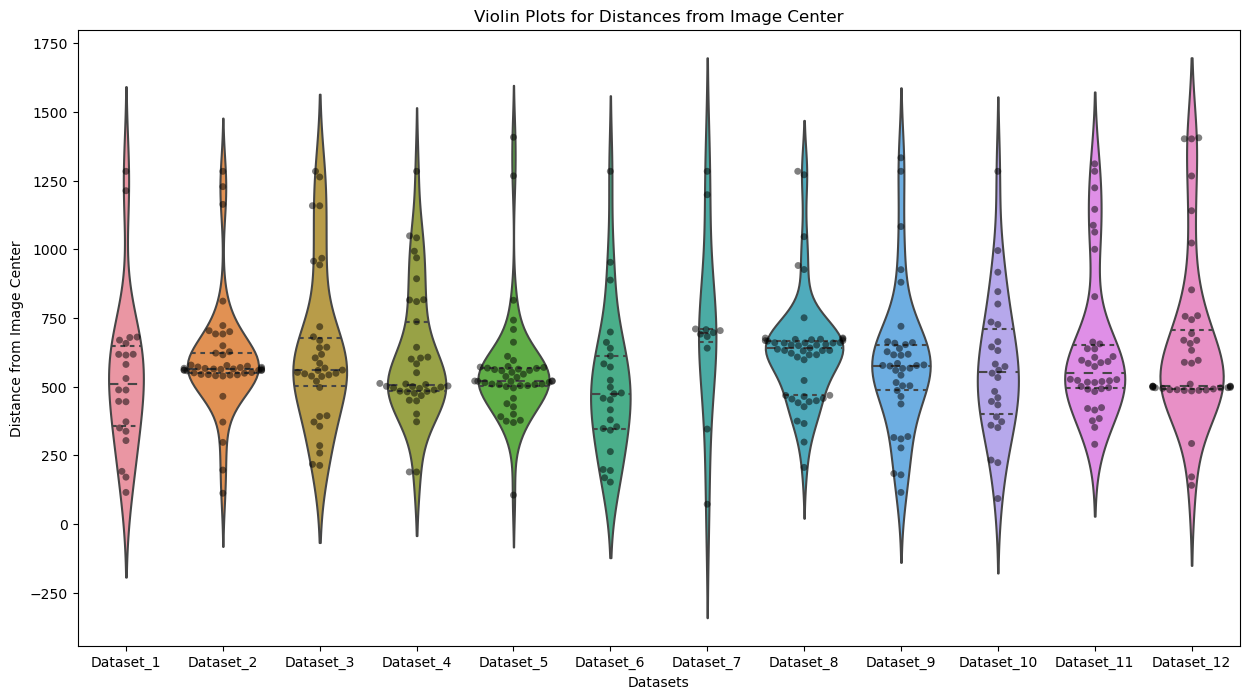 Violin Plots for Distances from Image Center
1750
1500
1250
1000
750
500
250
0
−250
Distance from Image Center
Dataset_1 Dataset_2 Dataset_3 Dataset_4 Dataset_5 Dataset_6 Dataset_7 Dataset_8 Dataset_9 Dataset_10 Dataset_11 Dataset_12
Datasets